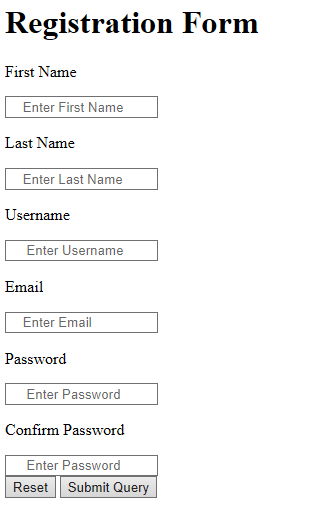 Registration Form
First Name
Enter First Name
Last Name
Enter Last Name
Username
Enter Username
Email
Enter Email
Password
Enter Password
Confirm Password
Enter Password
Reset Submit Query